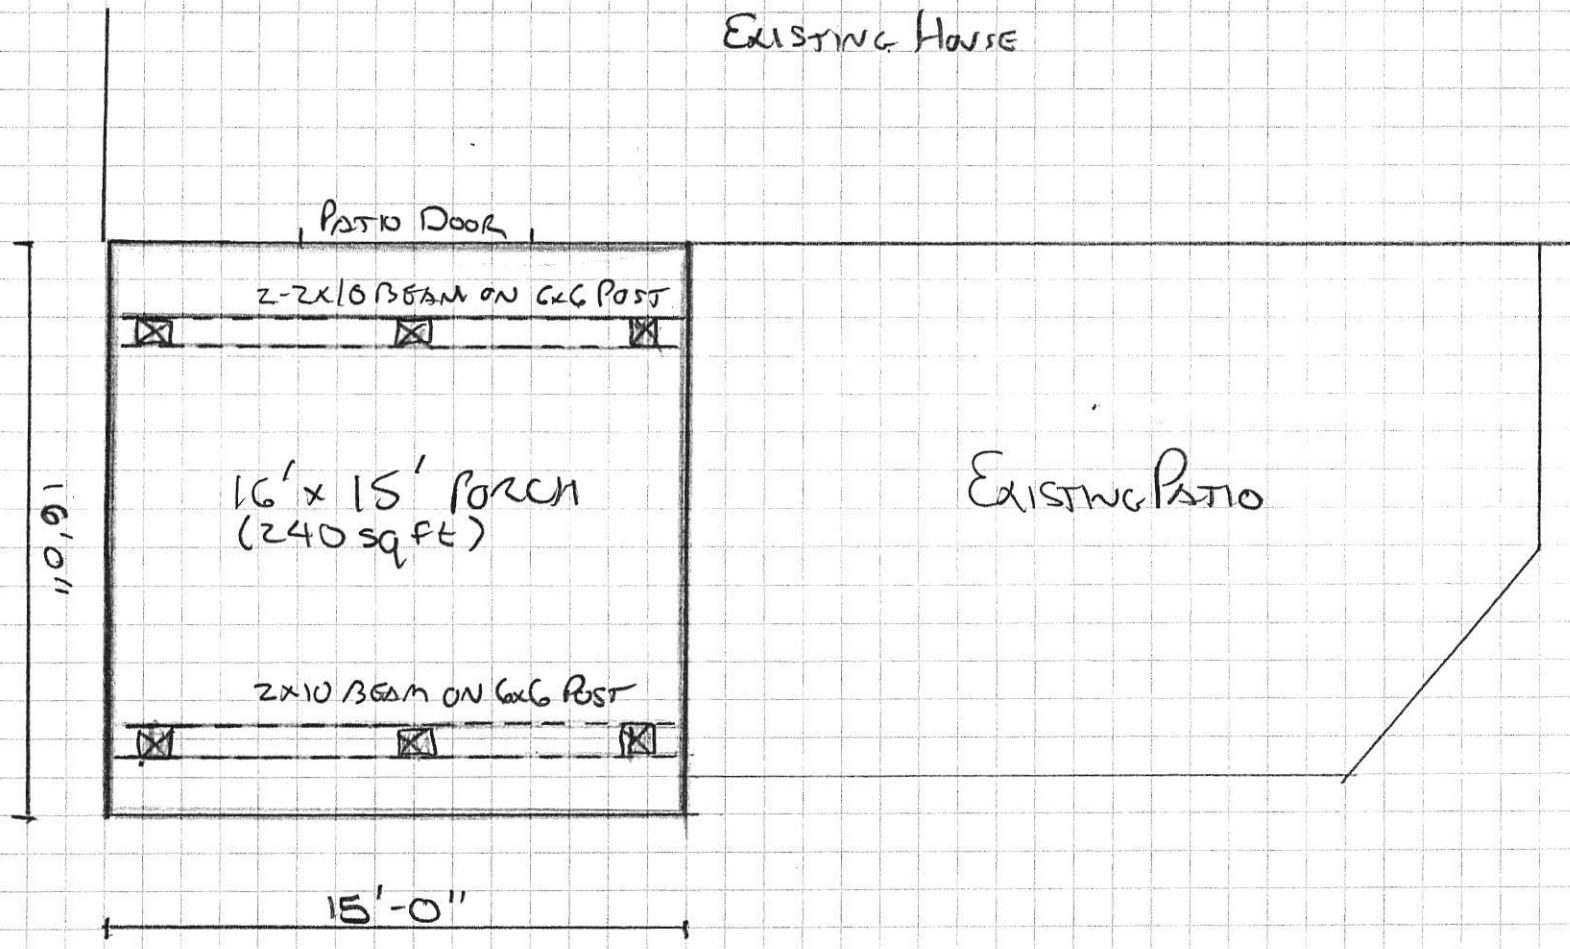 EXISTING HOUSE
PATIO DOOR
2-2x10 BEAM ON 6x6 POST
16' x 15' PORCH
(240 sq ft)
EXISTING PATIO
16'0"
2x10 BEAM ON 6x6 POST
15'-0"